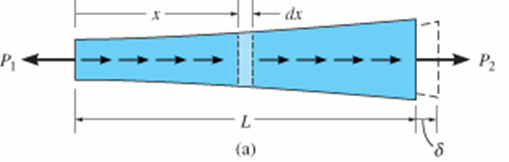 x dx
P₁ P₂
L
δ
(a)